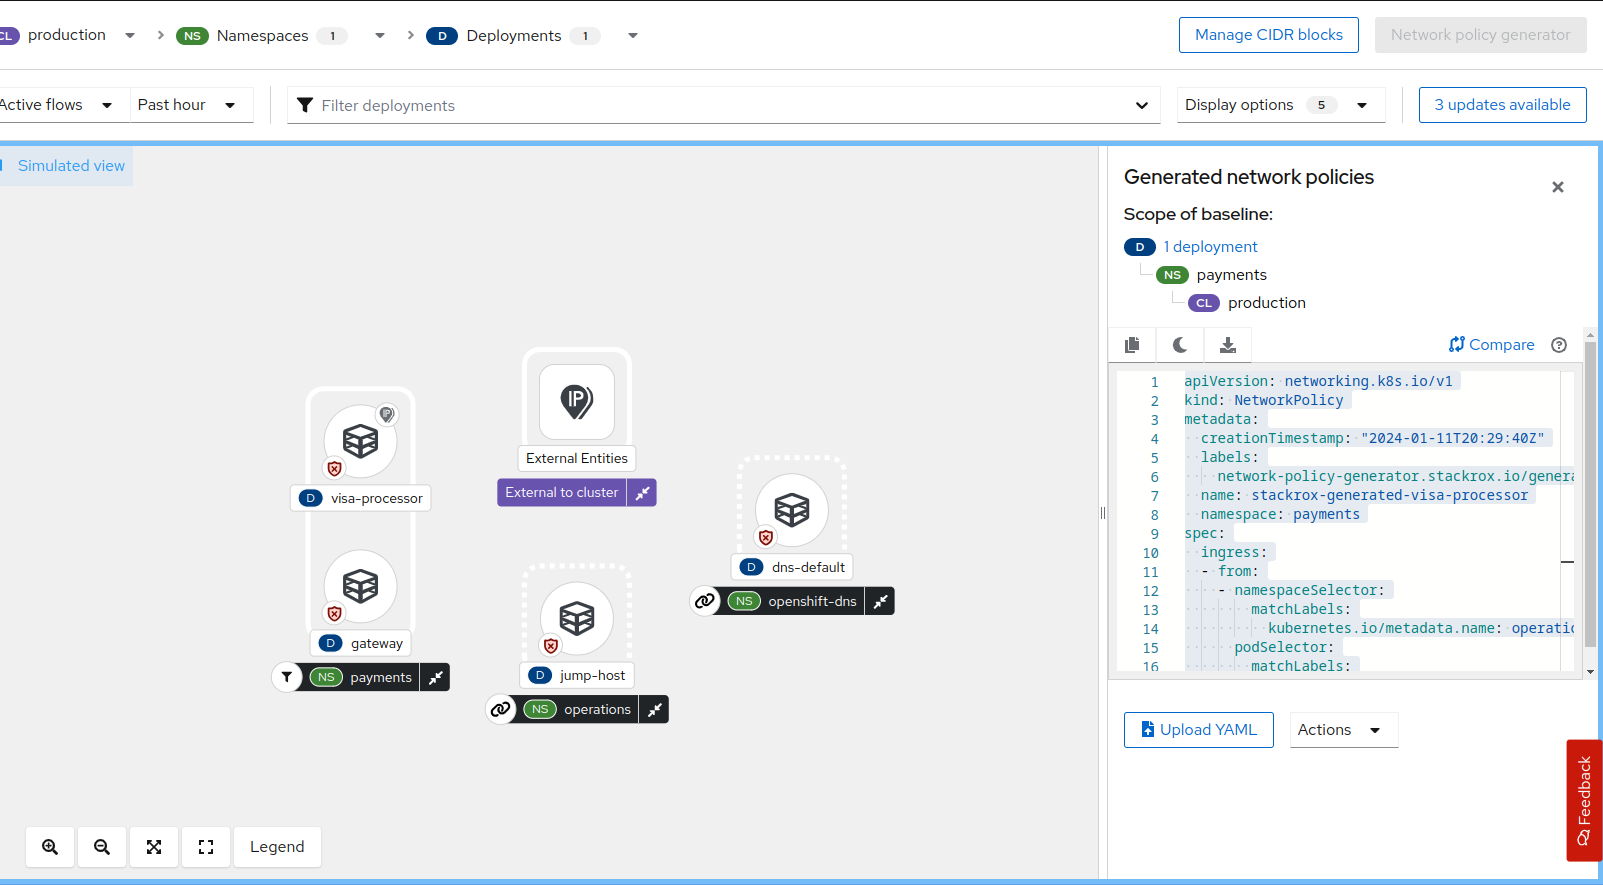 CL production NS Namespaces 1 D Deployments 1 Manage CIDR blocks Network policy generator
Active flows Past hour Filter deployments Display options 5 3 updates available
Simulated view
Generated network policies
Scope of baseline:
D 1 deployment
NS payments
CL production
Compare
1 apiVersion: networking.k8s.io/v1
2 kind: NetworkPolicy
3 metadata:
4 creationTimestamp: "2024-01-11T20:29:40Z"
5 labels:
6 network-policy-generator.stackrox.io/genera
7 name: stackrox-generated-visa-processor
8 namespace: payments
9 spec:
10 ingress:
11 - from:
12 - namespaceSelector:
13 matchLabels:
14 kubernetes.io/metadata.name: operatio
15 podSelector:
16 matchLabels:
Upload YAML Actions
IP
D visa-processor
D gateway
NS payments
IP
External Entities
External to cluster
D jump-host
NS operations
D dns-default
NS openshift-dns
Legend
Feedback